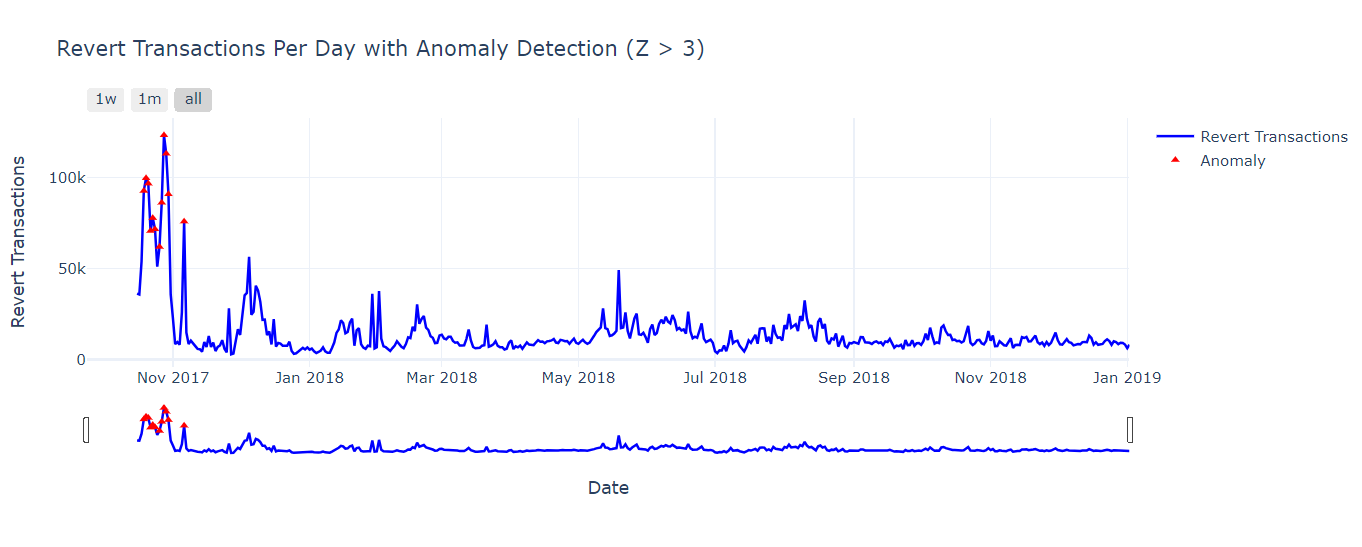 Revert Transactions Per Day with Anomaly Detection (Z > 3)
1w 1m all
Revert Transactions
Anomaly
Revert Transactions
100k
50k
0
Nov 2017 Jan 2018 Mar 2018 May 2018 Jul 2018 Sep 2018 Nov 2018 Jan 2019
Date